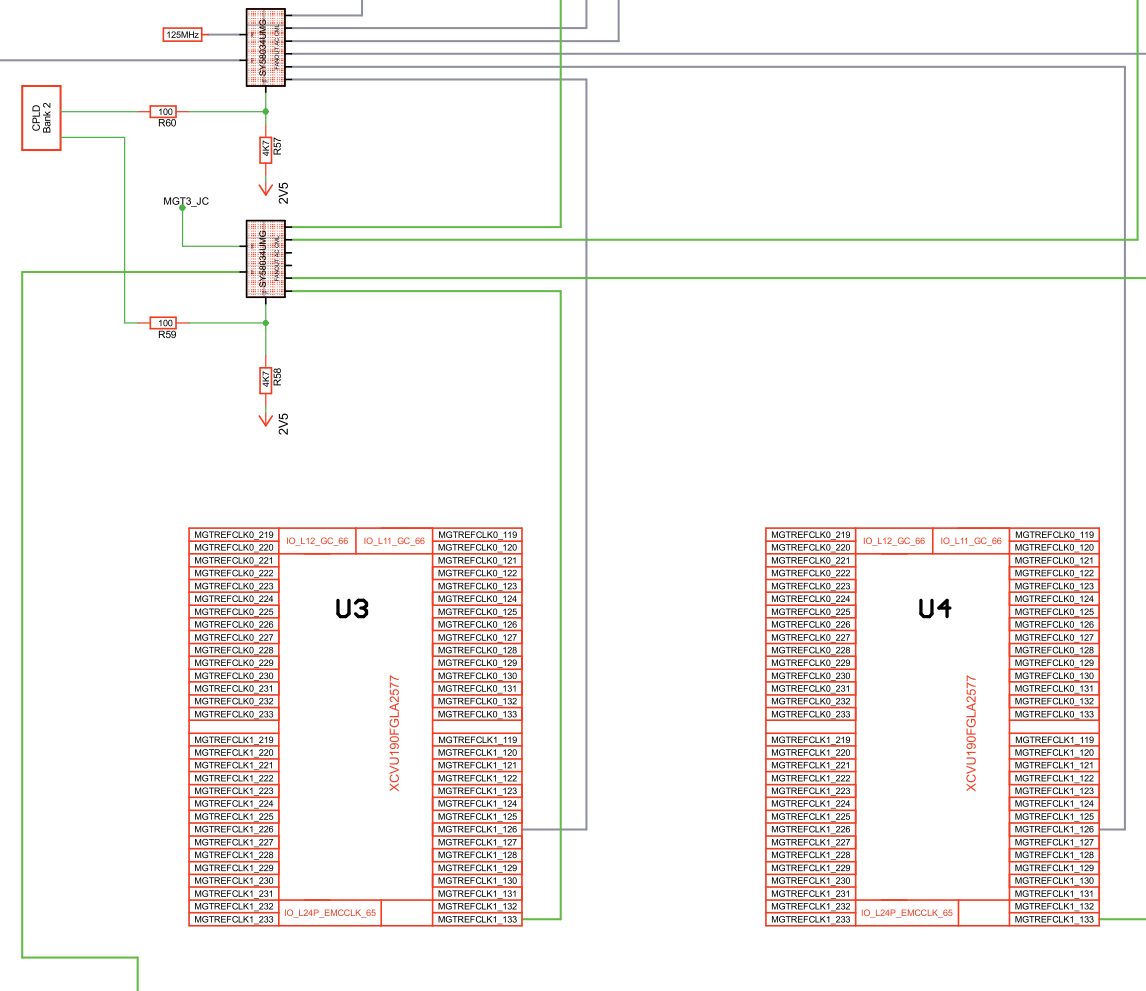 125MHz
SY58034UMG
FANOUT AC CML
CPLD
Bank 2
100
R60
4K7
R57
2V5
MGT3_JC
SY58034UMG
FANOUT AC CML
100
R59
4K7
R58
2V5
MGTREFCLK0_219
MGTREFCLK0_220
MGTREFCLK0_221
MGTREFCLK0_222
MGTREFCLK0_223
MGTREFCLK0_224
MGTREFCLK0_225
MGTREFCLK0_226
MGTREFCLK0_227
MGTREFCLK0_228
MGTREFCLK0_229
MGTREFCLK0_230
MGTREFCLK0_231
MGTREFCLK0_232
MGTREFCLK0_233
MGTREFCLK1_219
MGTREFCLK1_220
MGTREFCLK1_221
MGTREFCLK1_222
MGTREFCLK1_223
MGTREFCLK1_224
MGTREFCLK1_225
MGTREFCLK1_226
MGTREFCLK1_227
MGTREFCLK1_228
MGTREFCLK1_229
MGTREFCLK1_230
MGTREFCLK1_231
MGTREFCLK1_232
MGTREFCLK1_233
IO_L12_GC_66
IO_L11_GC_66
U3
XCVU190FGLA2577
IO_L24P_EMCCLK_65
MGTREFCLK0_119
MGTREFCLK0_120
MGTREFCLK0_121
MGTREFCLK0_122
MGTREFCLK0_123
MGTREFCLK0_124
MGTREFCLK0_125
MGTREFCLK0_126
MGTREFCLK0_127
MGTREFCLK0_128
MGTREFCLK0_129
MGTREFCLK0_130
MGTREFCLK0_131
MGTREFCLK0_132
MGTREFCLK0_133
MGTREFCLK1_119
MGTREFCLK1_120
MGTREFCLK1_121
MGTREFCLK1_122
MGTREFCLK1_123
MGTREFCLK1_124
MGTREFCLK1_125
MGTREFCLK1_126
MGTREFCLK1_127
MGTREFCLK1_128
MGTREFCLK1_129
MGTREFCLK1_130
MGTREFCLK1_131
MGTREFCLK1_132
MGTREFCLK1_133
MGTREFCLK0_219
MGTREFCLK0_220
MGTREFCLK0_221
MGTREFCLK0_222
MGTREFCLK0_223
MGTREFCLK0_224
MGTREFCLK0_225
MGTREFCLK0_226
MGTREFCLK0_227
MGTREFCLK0_228
MGTREFCLK0_229
MGTREFCLK0_230
MGTREFCLK0_231
MGTREFCLK0_232
MGTREFCLK0_233
MGTREFCLK1_219
MGTREFCLK1_220
MGTREFCLK1_221
MGTREFCLK1_222
MGTREFCLK1_223
MGTREFCLK1_224
MGTREFCLK1_225
MGTREFCLK1_226
MGTREFCLK1_227
MGTREFCLK1_228
MGTREFCLK1_229
MGTREFCLK1_230
MGTREFCLK1_231
MGTREFCLK1_232
MGTREFCLK1_233
IO_L12_GC_66
IO_L11_GC_66
U4
XCVU190FGLA2577
IO_L24P_EMCCLK_65
MGTREFCLK0_119
MGTREFCLK0_120
MGTREFCLK0_121
MGTREFCLK0_122
MGTREFCLK0_123
MGTREFCLK0_124
MGTREFCLK0_125
MGTREFCLK0_126
MGTREFCLK0_127
MGTREFCLK0_128
MGTREFCLK0_129
MGTREFCLK0_130
MGTREFCLK0_131
MGTREFCLK0_132
MGTREFCLK0_133
MGTREFCLK1_119
MGTREFCLK1_120
MGTREFCLK1_121
MGTREFCLK1_122
MGTREFCLK1_123
MGTREFCLK1_124
MGTREFCLK1_125
MGTREFCLK1_126
MGTREFCLK1_127
MGTREFCLK1_128
MGTREFCLK1_129
MGTREFCLK1_130
MGTREFCLK1_131
MGTREFCLK1_132
MGTREFCLK1_133